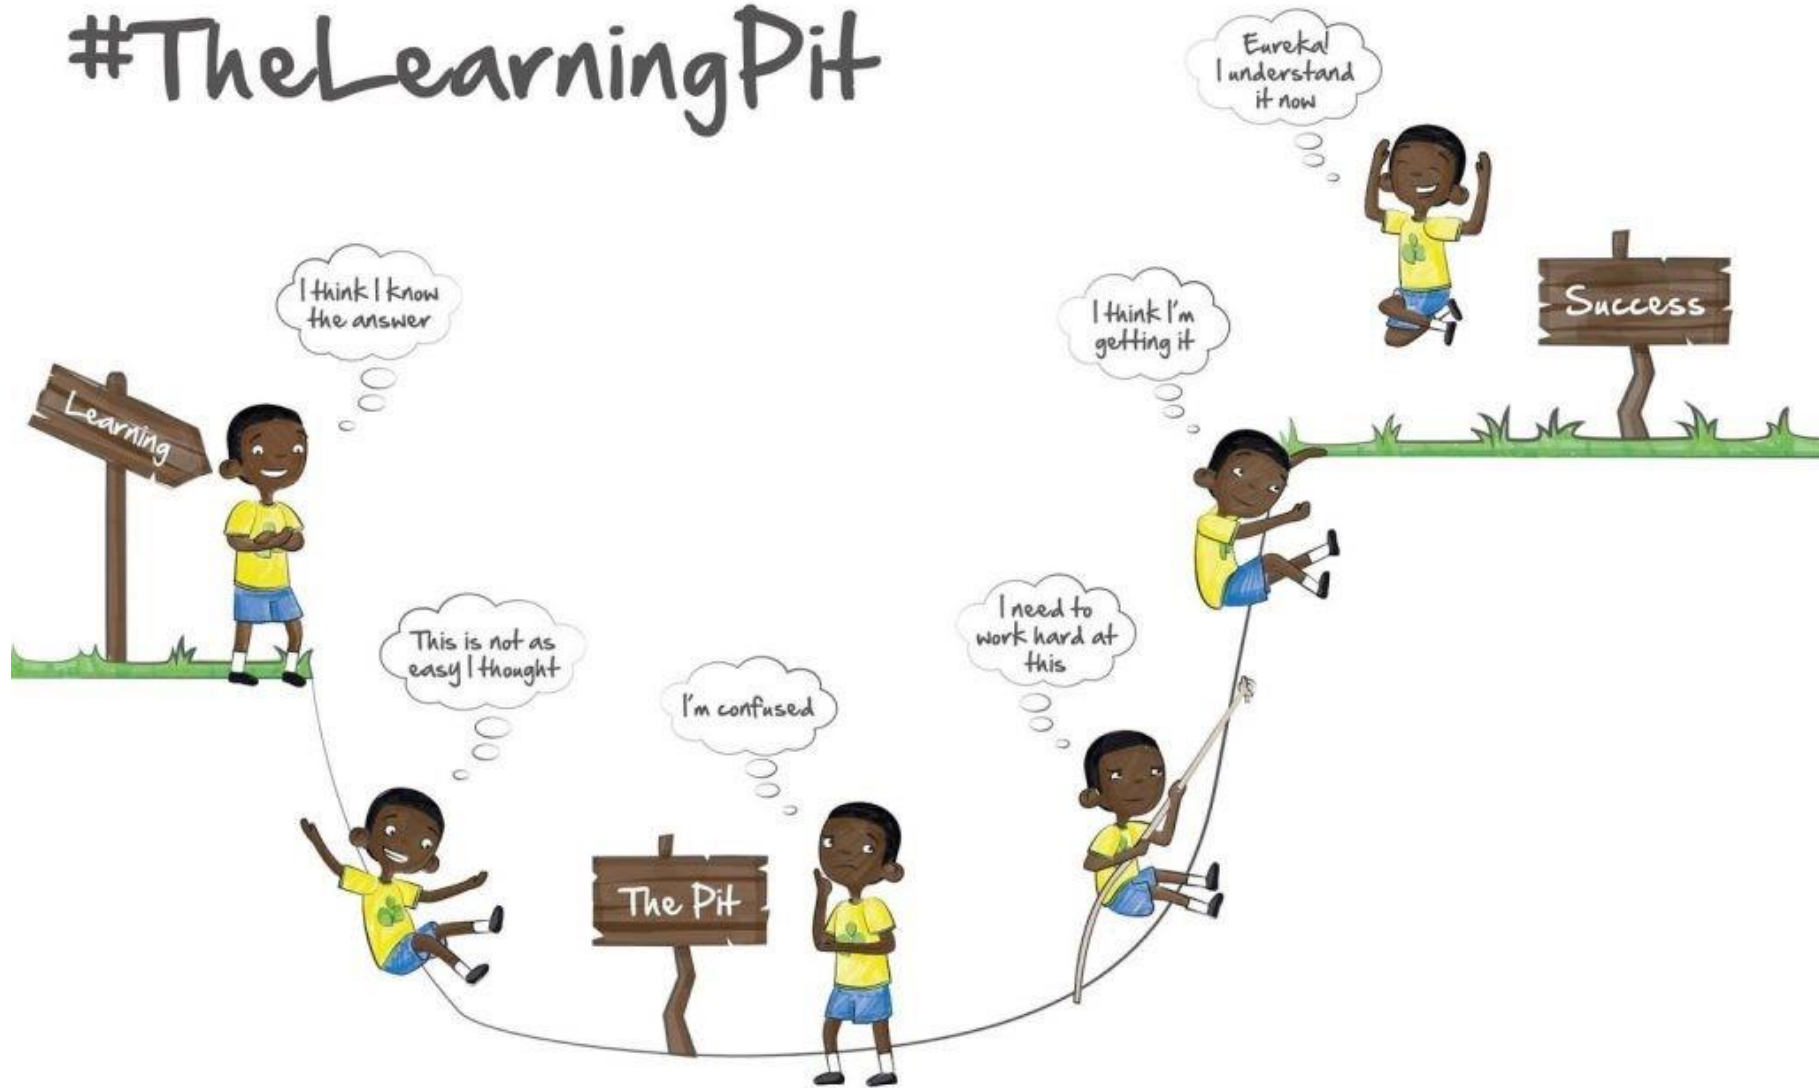 #TheLearningPit
Eureka!
I understand
it now
I think I know
the answer
I think I'm
getting it
Success
Learning
This is not as
easy I thought
I need to
work hard at
this
I'm confused
The Pit